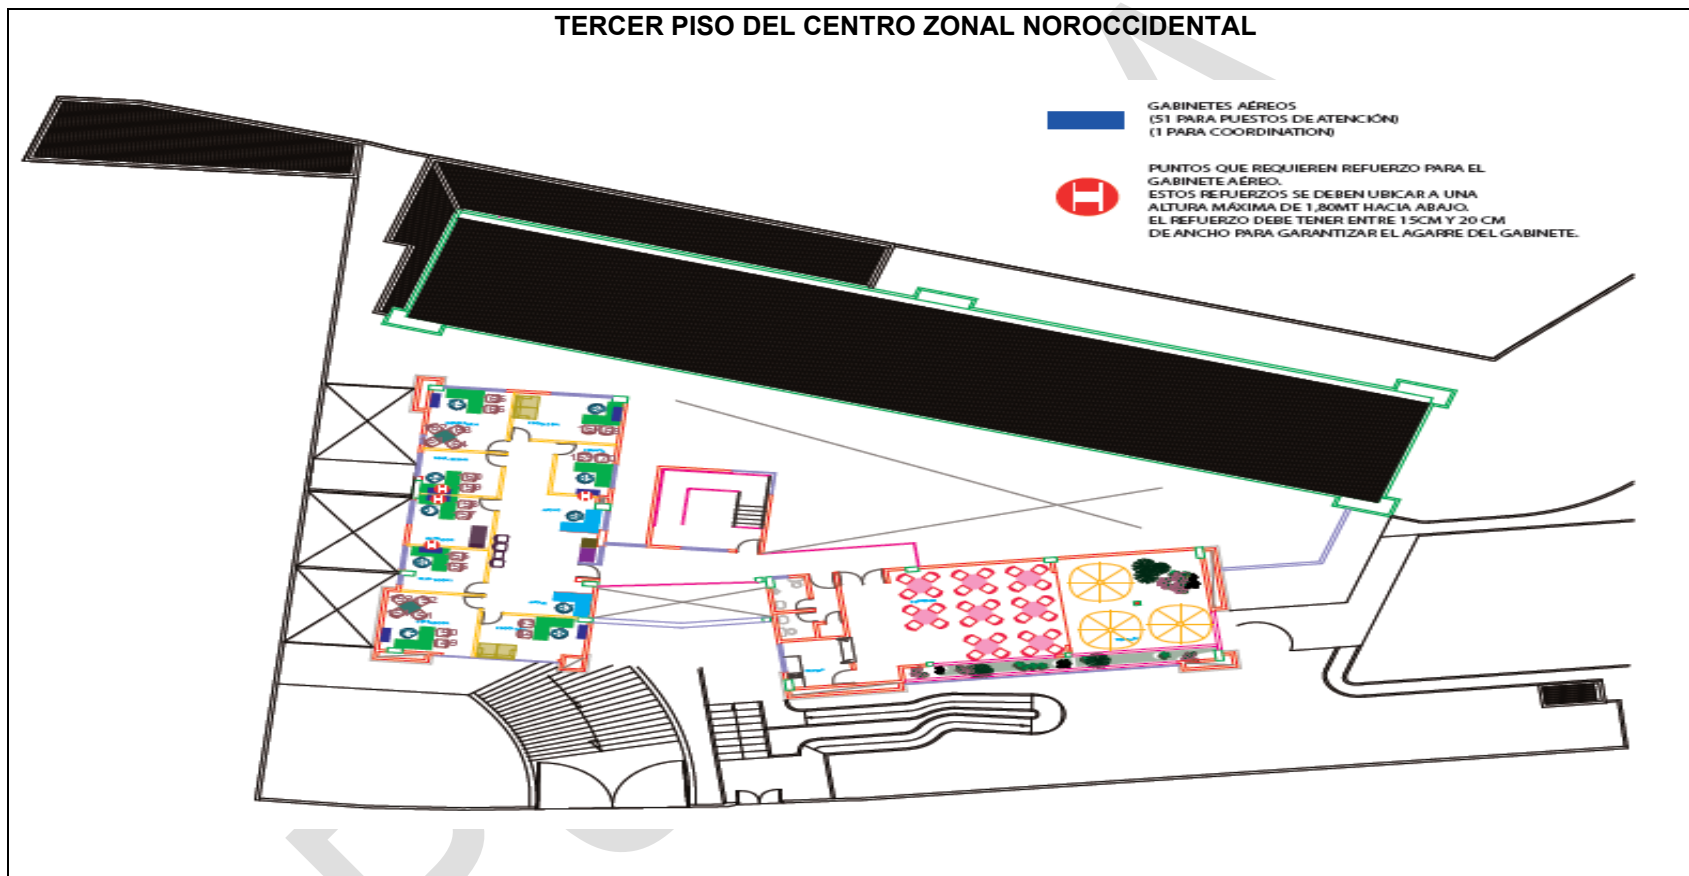 TERCER PISO DEL CENTRO ZONAL NOROCCIDENTAL
GABINETES AÉREOS
(51 PARA PUESTOS DE ATENCIÓN)
(1 PARA COORDINATION)
PUNTOS QUE REQUIEREN REFUERZO PARA EL
GABINETE AÉREO.
ESTOS REFUERZOS SE DEBEN UBICAR A UNA
ALTURA MÁXIMA DE 1,80MT HACIA ABAJO.
EL REFUERZO DEBE TENER ENTRE 15CM Y 20 CM
DE ANCHO PARA GARANTIZAR EL AGARRE DEL GABINETE.
H
H
H
H
H